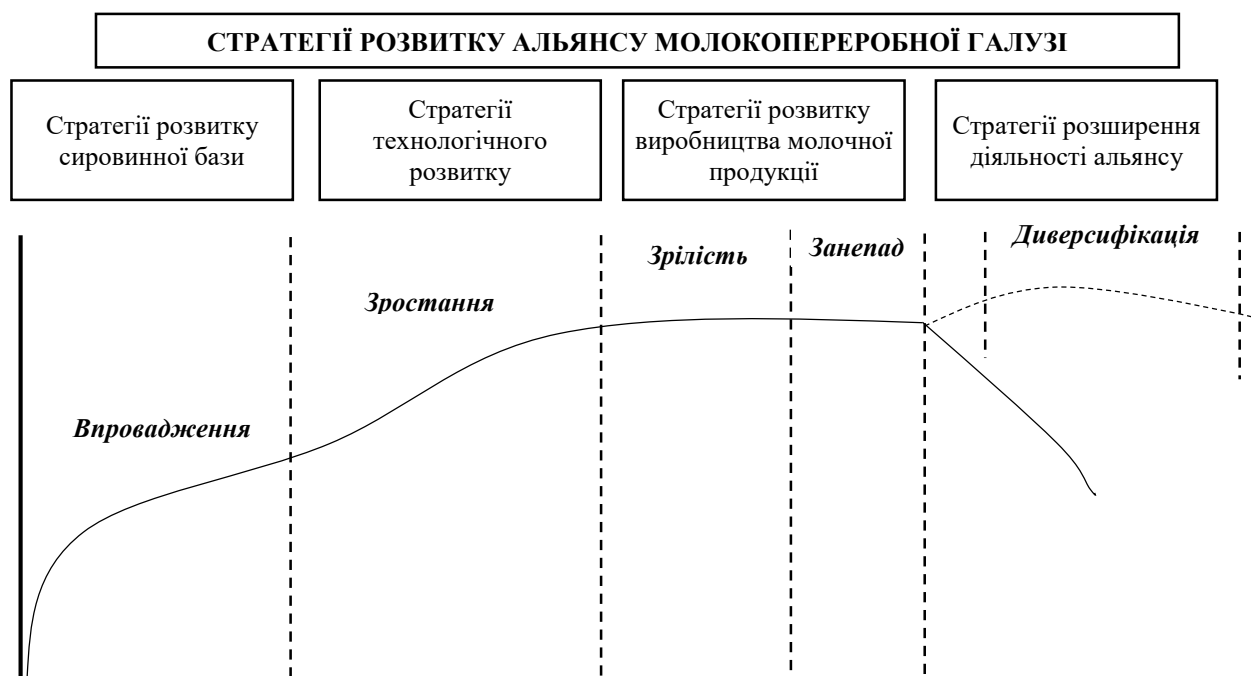 СТРАТЕГІЇ РОЗВИТКУ АЛЬЯНСУ МОЛОКОПЕРЕРОБНОЇ ГАЛУЗІ
Стратегії розвитку
сировинної бази
Стратегії
технологічного
розвитку
Стратегії розвитку
виробництва молочної
продукції
Стратегії розширення
діяльності альянсу
Впровадження
Зростання
Зрілість
Занепад
Диверсифікація